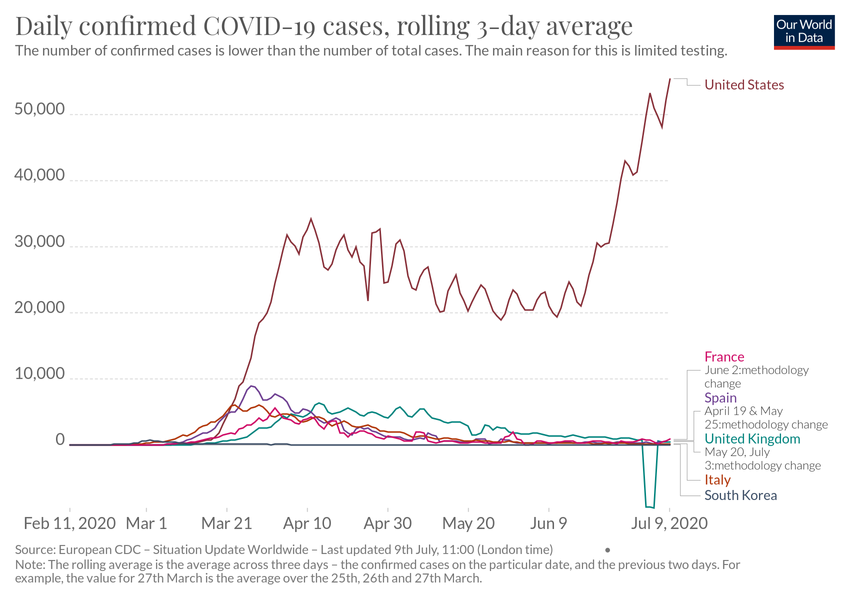 Daily confirmed COVID-19 cases, rolling 3-day average
The number of confirmed cases is lower than the number of total cases. The main reason for this is limited testing.
Our World
in Data
United States
50,000
40,000
30,000
20,000
10,000
0
France
June 2:methodology
change
Spain
April 19 & May
25:methodology change
United Kingdom
May 20, July
3:methodology change
Italy
South Korea
Feb 11, 2020 Mar 1 Mar 21 Apr 10 Apr 30 May 20 Jun 9 Jul 9, 2020
Source: European CDC – Situation Update Worldwide – Last updated 9th July, 11:00 (London time) •
Note: The rolling average is the average across three days – the confirmed cases on the particular date, and the previous two days. For
example, the value for 27th March is the average over the 25th, 26th and 27th March.